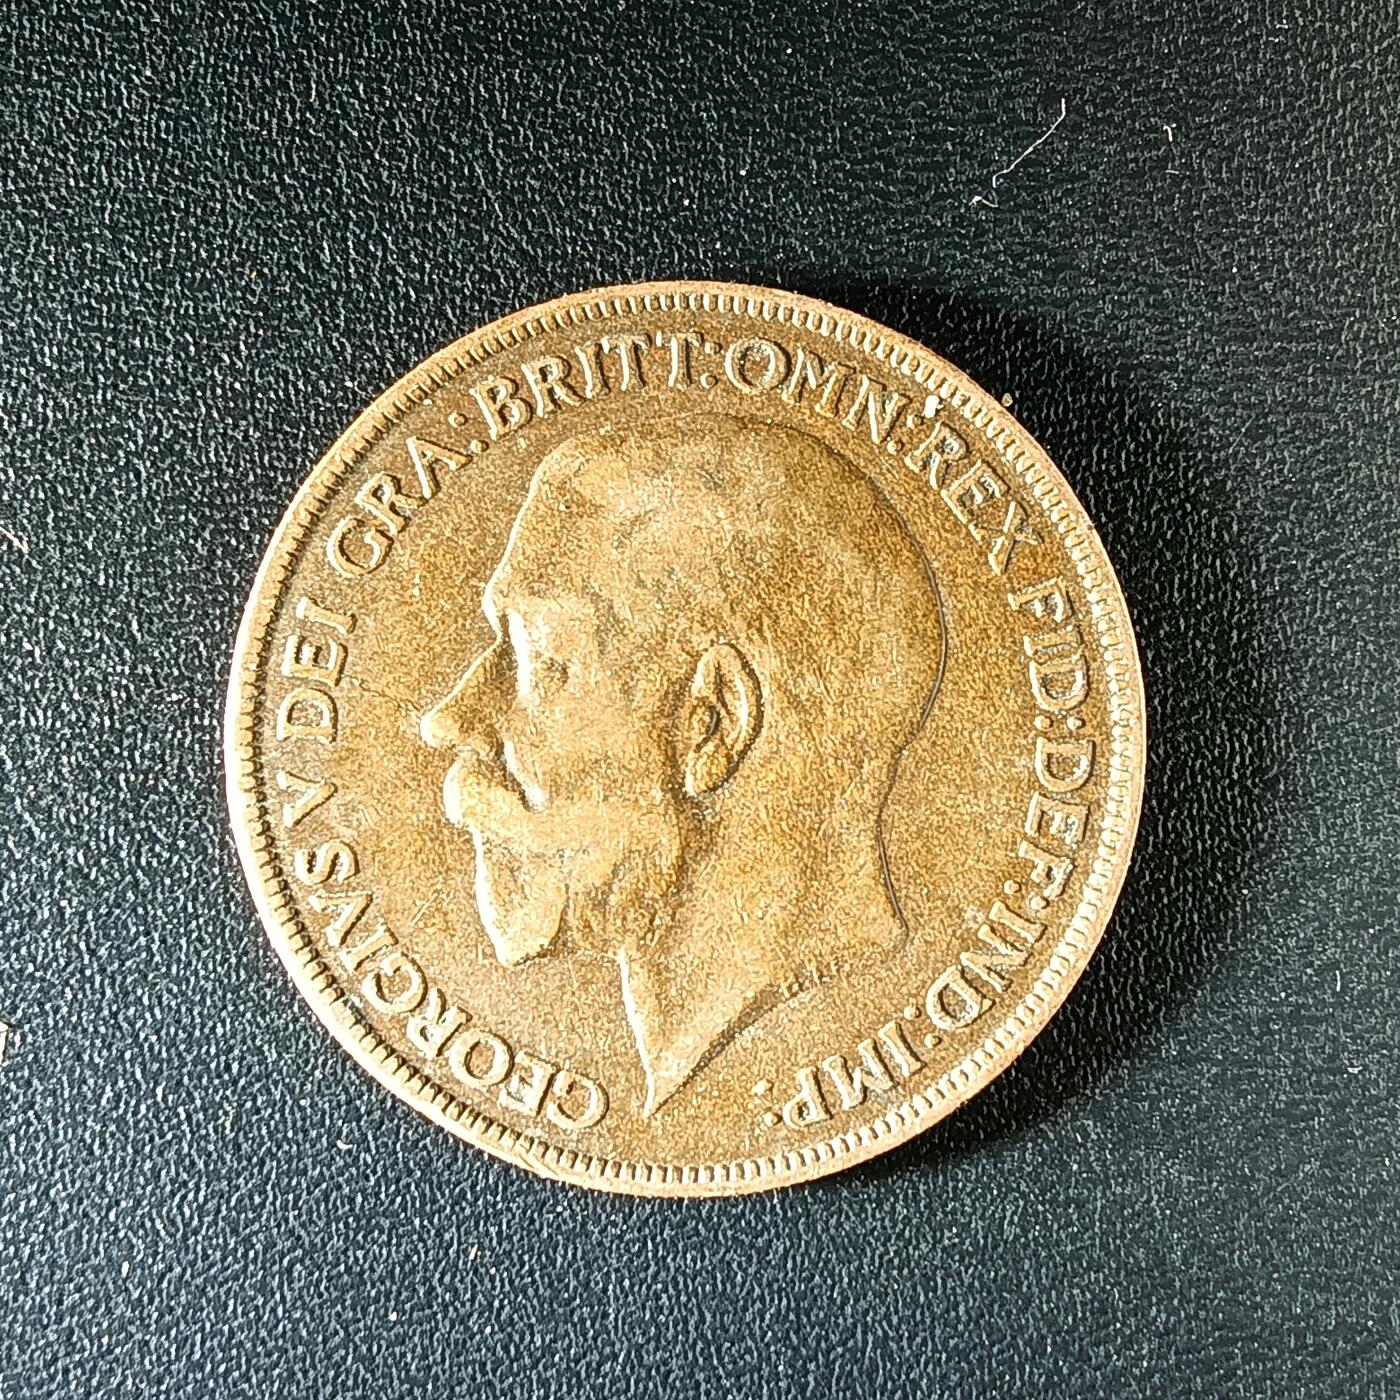 GEORGIVS V DEI GRA: BRITT: OMN: REX FID: DEF: IND: IMP: